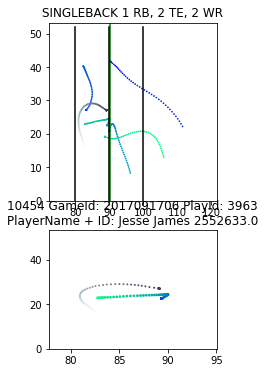 SINGLEBACK 1 RB, 2 TE, 2 WR
50
40
30
20
10
0
80 90 100 110 120
10454 GameId: 2017091706 PlayId: 3963
PlayerName + ID: Jesse James 2552633.0
40
20
0
80 85 90 95